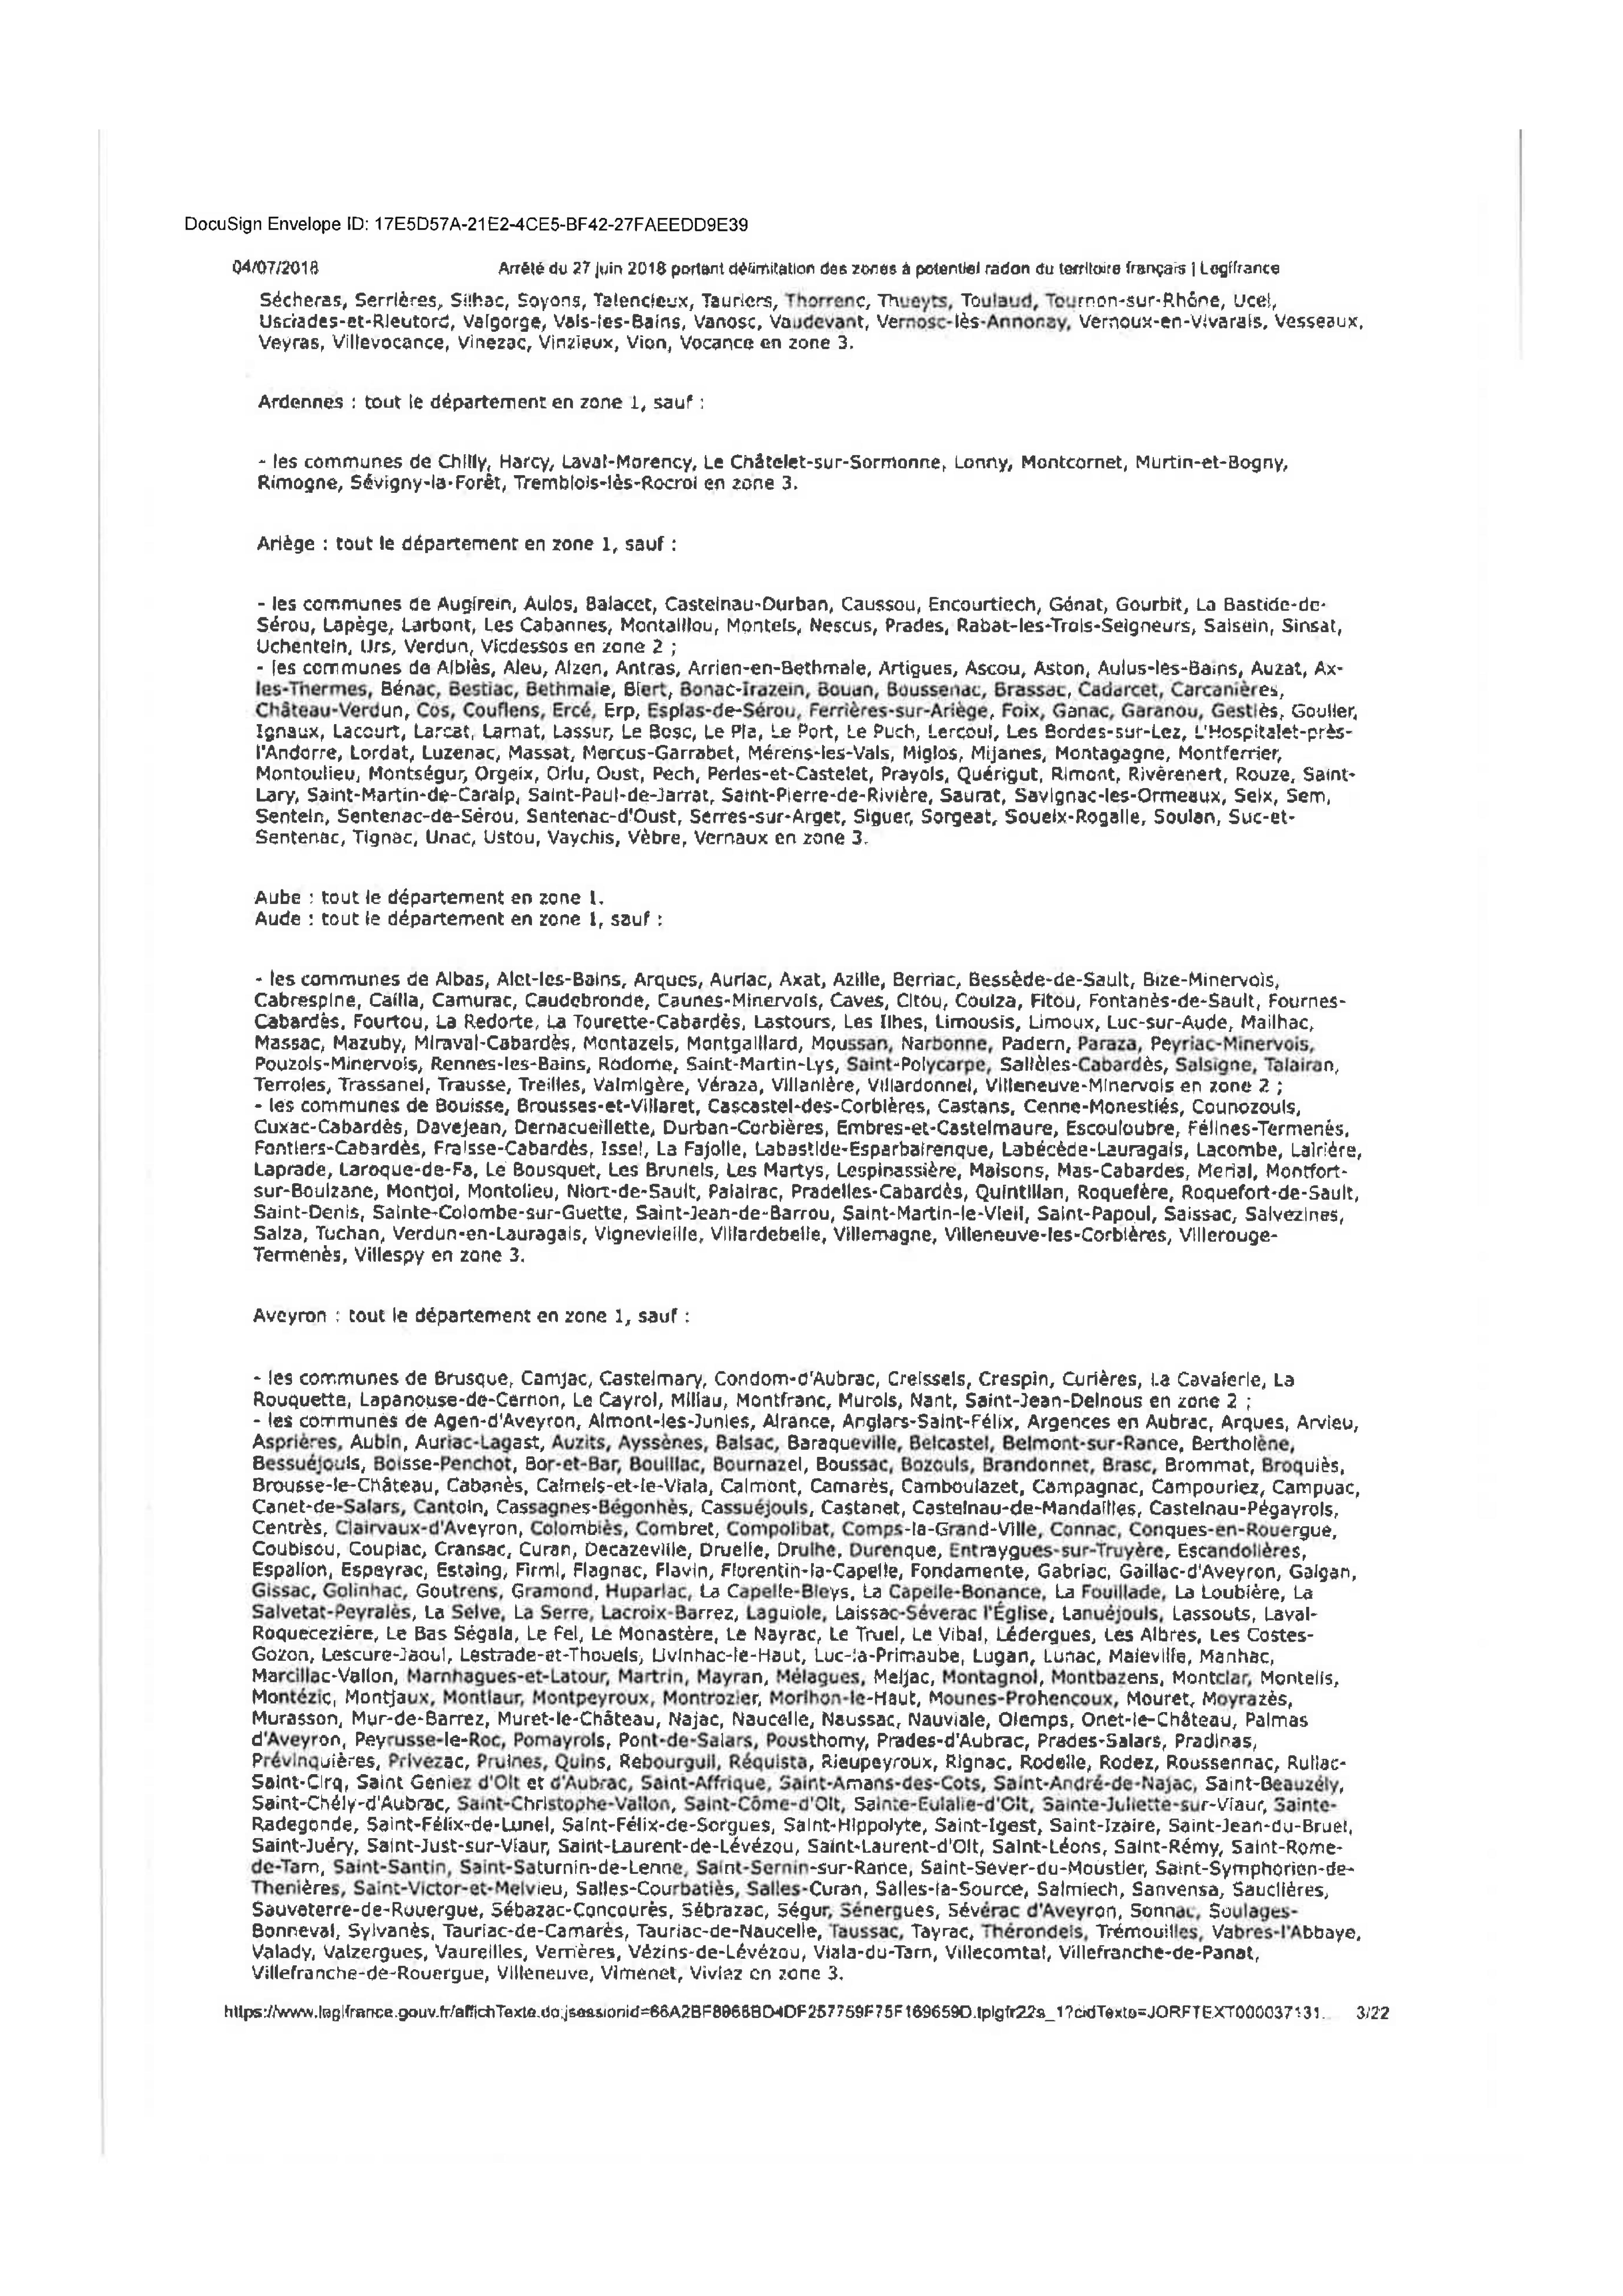 DocuSign Envelope ID: 17E5D57A-21E2-4CE5-BF42-27FAEEDD9E39
04/07/2018 Arrêté du 27 juin 2018 portant délimitation des zones à potentiel radon du territoire français | Legifrance
Sécheras, Serrières, Silhac, Soyons, Talencieux, Tauriers, Thorrenc, Thueyts, Toulaud, Tournon-sur-Rhône, Ucel,
Usclades-et-Rieutord, Valgorge, Vals-les-Bains, Vanosc, Vaudevant, Vernosc-lès-Annonay, Vernoux-en-Vivarais, Vesseaux,
Veyras, Villevocance, Vinezac, Vinzieux, Vion, Vocance en zone 3.
Ardennes : tout le département en zone 1, sauf :
- les communes de Chilly, Harcy, Laval-Morency, Le Châtelet-sur-Sormonne, Lonny, Montcornet, Murtin-et-Bogny,
Rimogne, Sévigny-la-Forêt, Tremblois-lès-Rocroi en zone 3.
Ariège : tout le département en zone 1, sauf :
- les communes de Augirein, Aulos, Balacet, Castelnau-Durban, Caussou, Encourtiech, Génat, Gourbit, La Bastide-de-
Sérou, Lapège, Larbont, Les Cabannes, Montaillou, Montels, Nescus, Prades, Rabat-les-Trois-Seigneurs, Salsein, Sinsat,
Uchentein, Urs, Verdun, Vicdessos en zone 2 ;
- les communes de Albiès, Aleu, Alzen, Antras, Arrien-en-Bethmale, Artigues, Ascou, Aston, Aulus-les-Bains, Auzat, Ax-
les-Thermes, Bénac, Bestiac, Bethmale, Biert, Bonac-Irazein, Bouan, Boussenac, Brassac, Cadarcet, Carcanières,
Château-Verdun, Cos, Couflens, Ercé, Erp, Esplas-de-Sérou, Ferrières-sur-Ariège, Foix, Ganac, Garanou, Gestiès, Goulier,
Ignaux, Lacourt, Larcat, Larnat, Lassur, Le Bosc, Le Pla, Le Port, Le Puch, Lercoul, Les Bordes-sur-Lez, L'Hospitalet-près-
l'Andorre, Lordat, Luzenac, Massat, Mercus-Garrabet, Mérens-les-Vals, Miglos, Mijanes, Montagagne, Montferrier,
Montoulieu, Montségur, Orgeix, Orlu, Oust, Pech, Perles-et-Castelet, Prayols, Quérigut, Rimont, Rivèrenert, Rouze, Saint-
Lary, Saint-Martin-de-Caralp, Saint-Paul-de-Jarrat, Saint-Pierre-de-Rivière, Saurat, Savignac-les-Ormeaux, Seix, Sem,
Sentein, Sentenac-de-Sérou, Sentenac-d'Oust, Serres-sur-Arget, Siguer, Sorgeat, Soueix-Rogalle, Soulan, Suc-et-
Sentenac, Tignac, Unac, Ustou, Vaychis, Vèbre, Vernaux en zone 3.
Aube : tout le département en zone 1.
Aude : tout le département en zone 1, sauf :
- les communes de Albas, Alet-les-Bains, Arques, Auriac, Axat, Azille, Berriac, Bessède-de-Sault, Bize-Minervois,
Cabrespine, Cailla, Camurac, Caudebronde, Caunes-Minervois, Caves, Citou, Couiza, Fitou, Fontanès-de-Sault, Fournes-
Cabardès, Fourtou, La Redorte, La Tourette-Cabardès, Lastours, Les Ilhes, Limousis, Limoux, Luc-sur-Aude, Mailhac,
Massac, Mazuby, Miraval-Cabardès, Montazels, Montgaillard, Moussan, Narbonne, Padern, Paraza, Peyriac-Minervois,
Pouzols-Minervois, Rennes-les-Bains, Rodome, Saint-Martin-Lys, Saint-Polycarpe, Sallèles-Cabardès, Salsigne, Talairan,
Terroles, Trassanel, Trausse, Treilles, Valmigère, Véraza, Villanière, Villardonnel, Villeneuve-Minervois en zone 2 ;
- les communes de Bouisse, Brousses-et-Villaret, Cascastel-des-Corbières, Castans, Cenne-Monestiés, Counozouls,
Cuxac-Cabardès, Davejean, Dernacueillette, Durban-Corbières, Embres-et-Castelmaure, Escouloubre, Félines-Termenès,
Fontiers-Cabardès, Fraisse-Cabardès, Issel, La Fajolle, Labastide-Esparbairenque, Labécède-Lauragais, Lacombe, Lairière,
Laprade, Laroque-de-Fa, Le Bousquet, Les Brunels, Les Martys, Lespinassière, Maisons, Mas-Cabardes, Merial, Montfort-
sur-Boulzane, Montjoi, Montolieu, Niort-de-Sault, Palairac, Pradelles-Cabardès, Quintillan, Roquefère, Roquefort-de-Sault,
Saint-Denis, Sainte-Colombe-sur-Guette, Saint-Jean-de-Barrou, Saint-Martin-le-Vieil, Saint-Papoul, Saissac, Salvezines,
Salza, Tuchan, Verdun-en-Lauragais, Vignevieille, Villardebelle, Villemagne, Villeneuve-les-Corbières, Villerouge-
Termenès, Villespy en zone 3.
Aveyron : tout le département en zone 1, sauf :
- les communes de Brusque, Camjac, Castelmary, Condom-d'Aubrac, Creissels, Crespin, Curières, La Cavalerie, La
Rouquette, Lapanouse-de-Cernon, Le Cayrol, Millau, Montfranc, Murols, Nant, Saint-Jean-Delnous en zone 2 ;
- les communes de Agen-d'Aveyron, Almont-les-Junies, Alrance, Anglars-Saint-Félix, Argences en Aubrac, Arques, Arvieu,
Asprières, Aubin, Auriac-Lagast, Auzits, Ayssènes, Balsac, Baraqueville, Belcastel, Belmont-sur-Rance, Bertholène,
Bessuéjouls, Boisse-Penchot, Bor-et-Bar, Bouillac, Bournazel, Boussac, Bozouls, Brandonnet, Brasc, Brommat, Broquiès,
Brousse-le-Château, Cabanès, Calmels-et-le-Viala, Calmont, Camarès, Camboulazet, Campagnac, Campouriez, Campuac,
Canet-de-Salars, Cantoin, Cassagnes-Bégonhès, Cassuéjouls, Castanet, Castelnau-de-Mandailles, Castelnau-Pégayrols,
Centrès, Clairvaux-d'Aveyron, Colombiès, Combret, Compolibat, Comps-la-Grand-Ville, Connac, Conques-en-Rouergue,
Coubisou, Coupiac, Cransac, Curan, Decazeville, Druelle, Drulhe, Durenque, Entraygues-sur-Truyère, Escandolières,
Espalion, Espeyrac, Estaing, Firmi, Flagnac, Flavin, Florentin-la-Capelle, Fondamente, Gabriac, Gaillac-d'Aveyron, Galgan,
Gissac, Golinhac, Goutrens, Gramond, Huparlac, La Capelle-Bleys, La Capelle-Bonance, La Fouillade, La Loubière, La
Salvetat-Peyralès, La Selve, La Serre, Lacroix-Barrez, Laguiole, Laissac-Séverac l'Église, Lanuéjouls, Lassouts, Laval-
Roquecezière, Le Bas Ségala, Le Fel, Le Monastère, Le Nayrac, Le Truel, Le Vibal, Lédergues, Les Albres, Les Costes-
Gozon, Lescure-Jaoul, Lestrade-et-Thouels, Livinhac-le-Haut, Luc-la-Primaube, Lugan, Lunac, Maleville, Manhac,
Marcillac-Vallon, Marnhagues-et-Latour, Martrin, Mayran, Mélagues, Meljac, Montagnol, Montbazens, Montclar, Monteils,
Montézic, Montjaux, Montlaur, Montpeyroux, Montrozier, Morlhon-le-Haut, Mounes-Prohencoux, Mouret, Moyrazès,
Murasson, Mur-de-Barrez, Muret-le-Château, Najac, Naucelle, Naussac, Nauviale, Olemps, Onet-le-Château, Palmas
d'Aveyron, Peyrusse-le-Roc, Pomayrols, Pont-de-Salars, Pousthomy, Prades-d'Aubrac, Prades-Salars, Pradinas,
Prévinquières, Privezac, Pruines, Quins, Rebourguil, Réquista, Rieupeyroux, Rignac, Rodelle, Rodez, Roussennac, Rullac-
Saint-Cirq, Saint Geniez d'Olt et d'Aubrac, Saint-Affrique, Saint-Amans-des-Cots, Saint-André-de-Najac, Saint-Beauzély,
Saint-Chély-d'Aubrac, Saint-Christophe-Vallon, Saint-Côme-d'Olt, Sainte-Eulalie-d'Olt, Sainte-Juliette-sur-Viaur, Sainte-
Radegonde, Saint-Félix-de-Lunel, Saint-Félix-de-Sorgues, Saint-Hippolyte, Saint-Igest, Saint-Izaire, Saint-Jean-du-Bruel,
Saint-Juéry, Saint-Just-sur-Viaur, Saint-Laurent-de-Lévézou, Saint-Laurent-d'Olt, Saint-Léons, Saint-Rémy, Saint-Rome-
de-Tarn, Saint-Santin, Saint-Saturnin-de-Lenne, Saint-Sernin-sur-Rance, Saint-Sever-du-Moustier, Saint-Symphorien-de-
Thenières, Saint-Victor-et-Melvieu, Salles-Courbatiès, Salles-Curan, Salles-la-Source, Salmiech, Sanvensa, Sauclières,
Sauveterre-de-Rouergue, Sébazac-Concourès, Sébrazac, Ségur, Sénergues, Sévérac d'Aveyron, Sonnac, Soulages-
Bonneval, Sylvanès, Tauriac-de-Camarès, Tauriac-de-Naucelle, Taussac, Tayrac, Thérondels, Trémouilles, Vabres-l'Abbaye,
Valady, Valzergues, Vaureilles, Verrières, Vézins-de-Lévézou, Viala-du-Tarn, Villecomtal, Villefranche-de-Panat,
Villefranche-de-Rouergue, Villeneuve, Vimenet, Viviez en zone 3.
https://www.legifrance.gouv.fr/affichTexte.do;jsessionid=66A2BF8966BD4DF257759F75F169659D.tplgfr22s_1?cidTexte=JORFTEXT000037131... 3/22